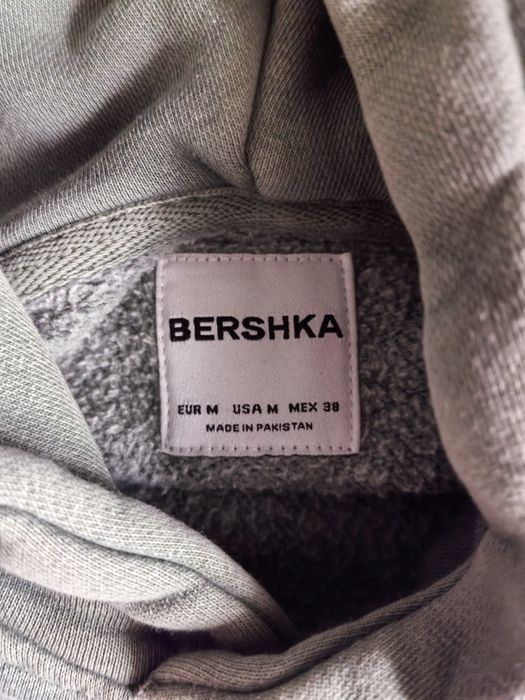 BERSHKA
EUR M USA M MEX 38
MADE IN PAKISTAN